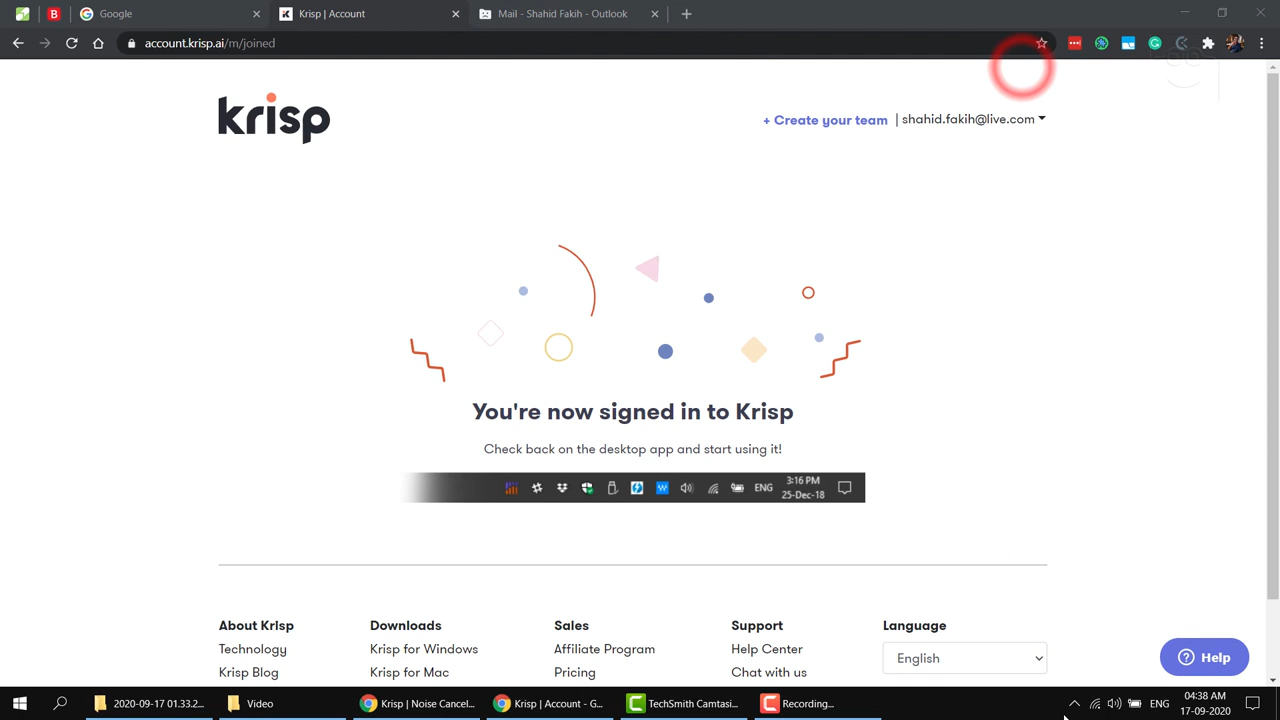 B Google Krisp | Account Mail - Shahid Fakih - Outlook
account.krisp.ai/m/joined
krisp
+ Create your team | shahid.fakih@live.com
You're now signed in to Krisp
Check back on the desktop app and start using it!
ENG 3:16 PM
25-Dec-18
About Krisp Downloads Sales Support Language
Technology Krisp for Windows Affiliate Program Help Center English
Krisp Blog Krisp for Mac Pricing Chat with us
Help
2020-09-17 01.33.2... Video Krisp | Noise Cancel... Krisp | Account - G... TechSmith Camtasi... Recording... ENG 04:38 AM
17-09-2020